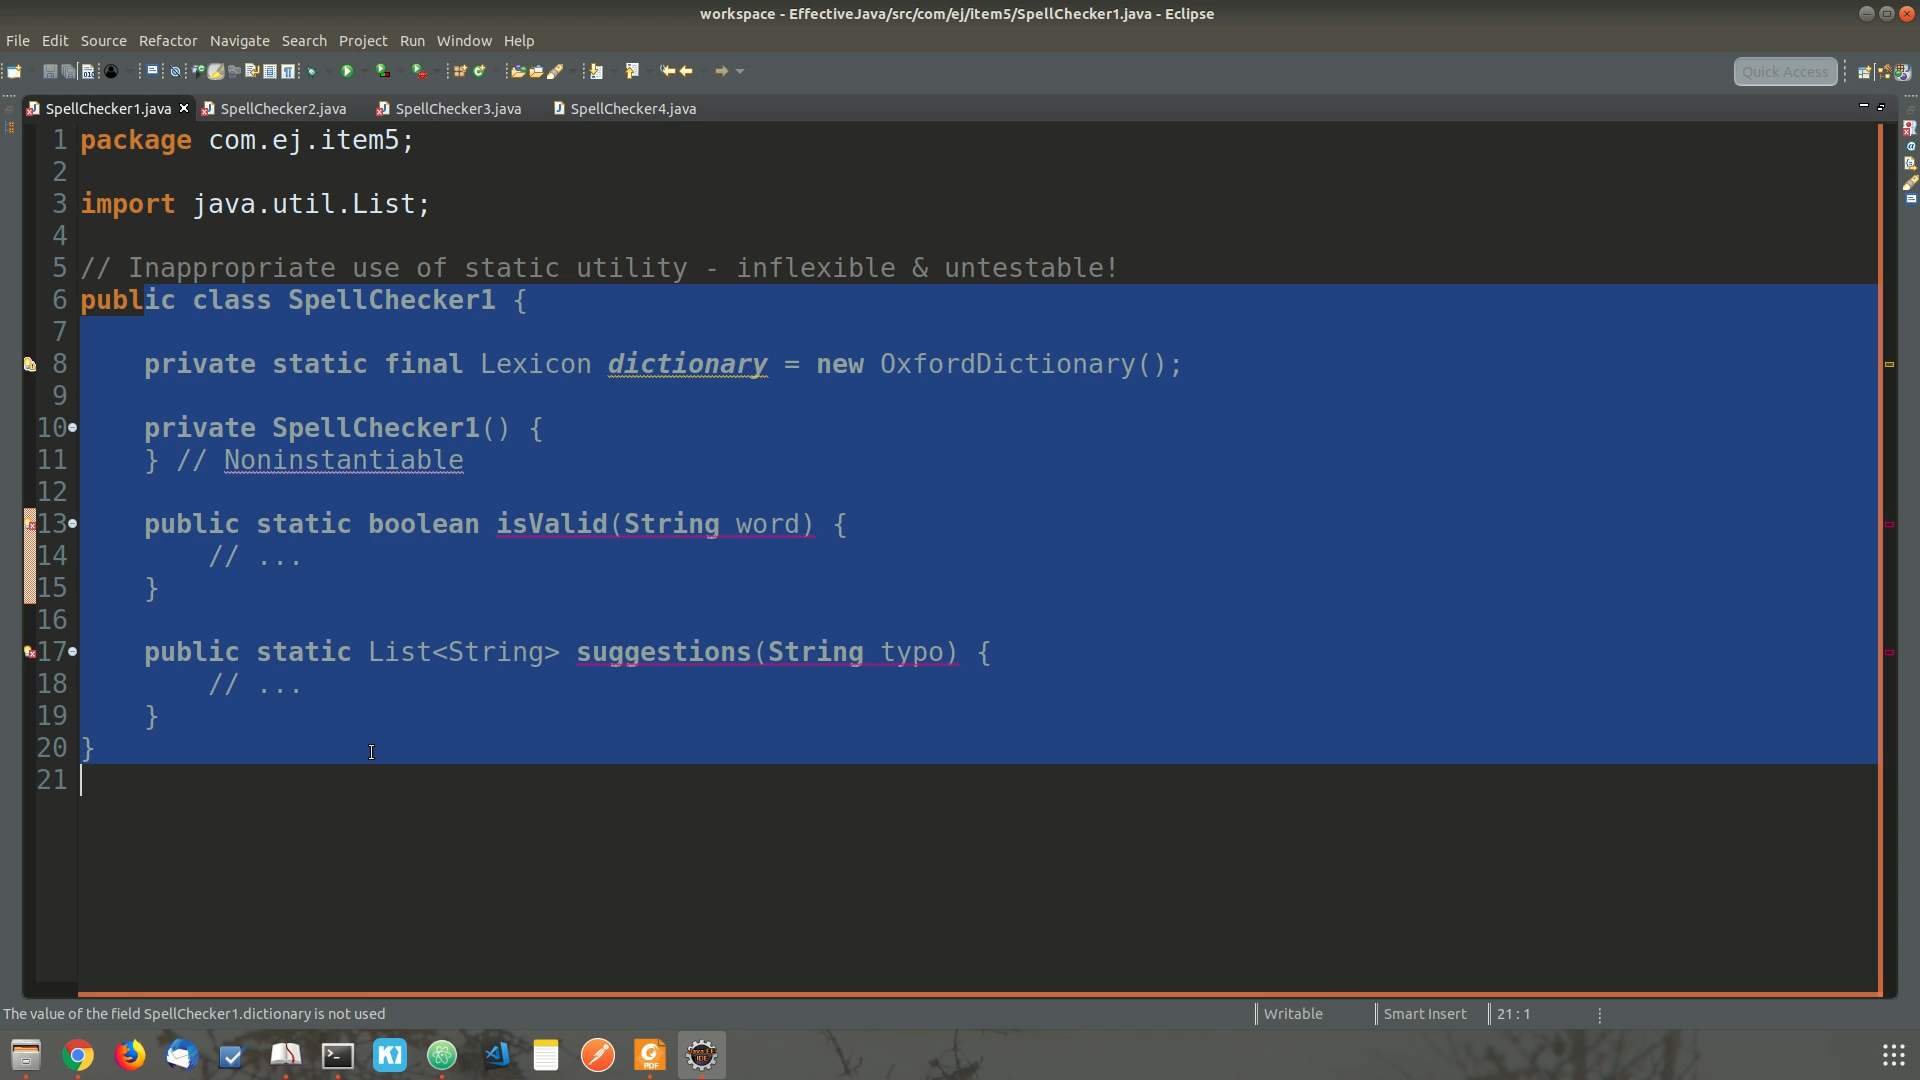 workspace - EffectiveJava/src/com/ej/item5/SpellChecker1.java - Eclipse
File Edit Source Refactor Navigate Search Project Run Window Help
Quick Access
SpellChecker1.java SpellChecker2.java SpellChecker3.java SpellChecker4.java
1 package com.ej.item5;
2
3 import java.util.List;
4
5 // Inappropriate use of static utility - inflexible & untestable!
6 public class SpellChecker1 {
7
8 private static final Lexicon dictionary = new OxfordDictionary();
9
10 private SpellChecker1() {
11 } // Noninstantiable
12
13 public static boolean isValid(String word) {
14 // ...
15 }
16
17 public static List<String> suggestions(String typo) {
18 // ...
19 }
20 }
21
The value of the field SpellChecker1.dictionary is not used Writable Smart Insert 21 : 1